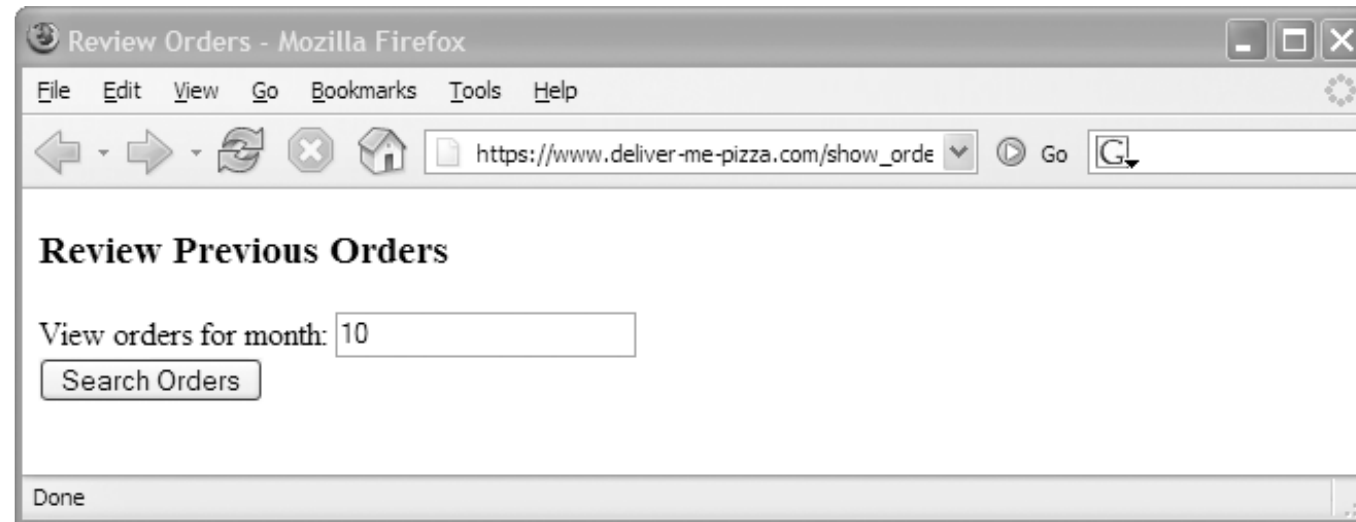 Review Orders - Mozilla Firefox
File Edit View Go Bookmarks Tools Help
https://www.deliver-me-pizza.com/show_orde Go G
Review Previous Orders
View orders for month: 10
Search Orders
Done